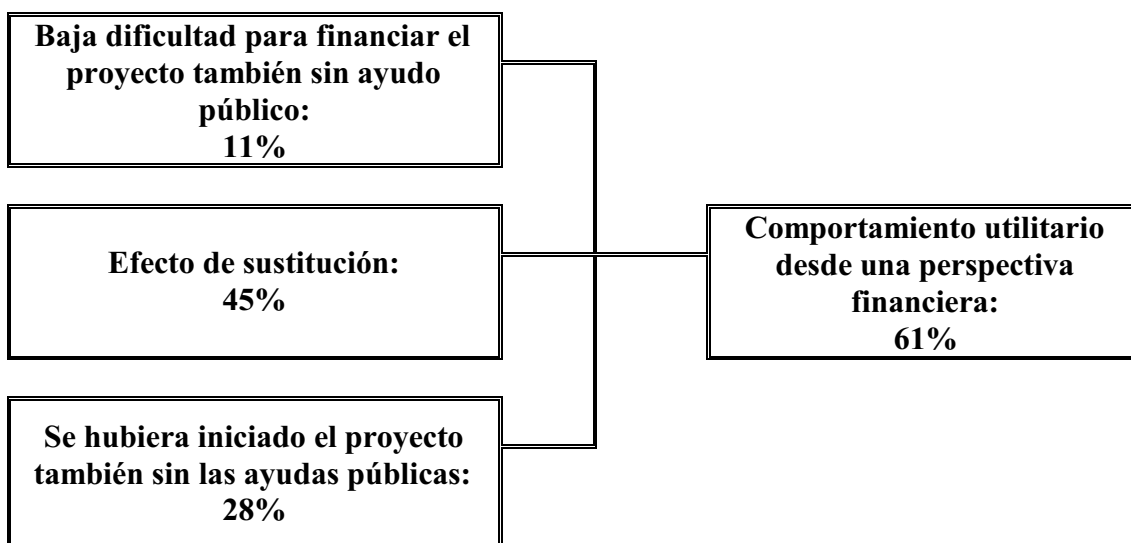 Baja dificultad para financiar el
proyecto también sin ayudo
público:
11%
Efecto de sustitución:
45%
Se hubiera iniciado el proyecto
también sin las ayudas públicas:
28%
Comportamiento utilitario
desde una perspectiva
financiera:
61%